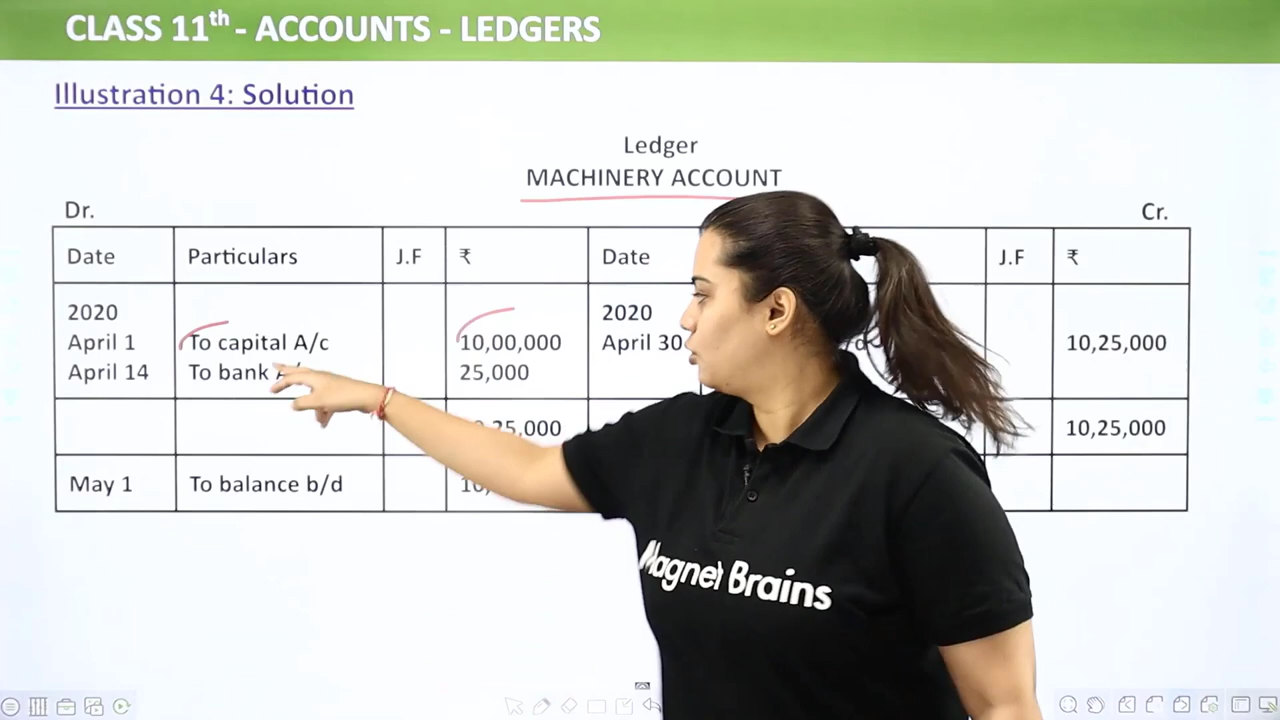 CLASS 11th - ACCOUNTS - LEDGERS
Illustration 4: Solution
Ledger
MACHINERY ACCOUNT
Dr. Cr.
Date Particulars J.F ₹ Date J.F ₹
2020 2020
April 1 To capital A/c 10,00,000 April 30 10,25,000
April 14 To bank 25,000
25,000 10,25,000
May 1 To balance b/d
Magnet Brains